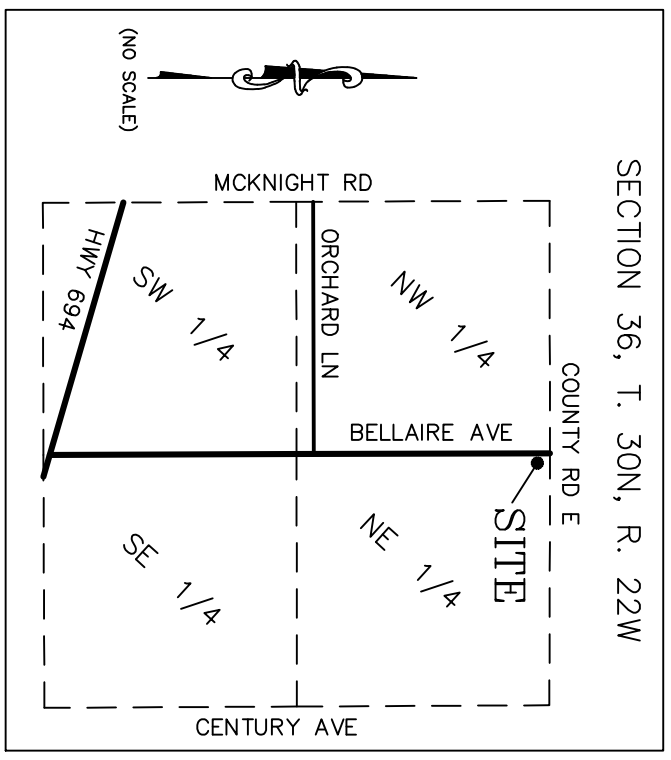 SECTION 36, T. 30N, R. 22W
COUNTY RD E
SITE
NW 1/4
NE 1/4
BELLAIRE AVE
MCKNIGHT RD
ORCHARD LN
CENTURY AVE
SW 1/4
SE 1/4
HWY 694
(NO SCALE)